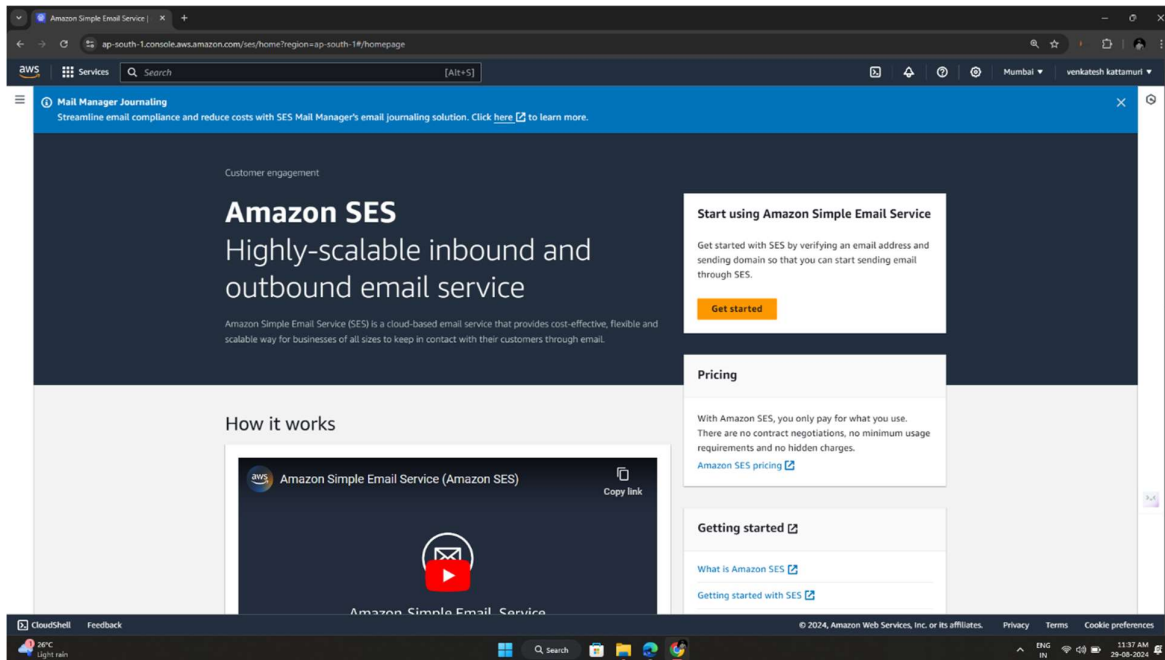 Amazon Simple Email Service |
ap-south-1.console.aws.amazon.com/ses/home?region=ap-south-1#/homepage
aws
Services
Search
[Alt+S]
Mumbai
venkatesh kattamuri
Mail Manager Journaling
Streamline email compliance and reduce costs with SES Mail Manager's email journaling solution. Click here to learn more.
Customer engagement
Amazon SES
Highly-scalable inbound and
outbound email service
Amazon Simple Email Service (SES) is a cloud-based email service that provides cost-effective, flexible and
scalable way for businesses of all sizes to keep in contact with their customers through email.
Start using Amazon Simple Email Service
Get started with SES by verifying an email address and
sending domain so that you can start sending email
through SES.
Get started
Pricing
With Amazon SES, you only pay for what you use.
There are no contract negotiations, no minimum usage
requirements and no hidden charges.
Amazon SES pricing
How it works
aws
Amazon Simple Email Service (Amazon SES)
Copy link
Amazon Simple Email Service
Getting started
What is Amazon SES
Getting started with SES
CloudShell
Feedback
© 2024, Amazon Web Services, Inc. or its affiliates.
Privacy
Terms
Cookie preferences
26°C
Light rain
Search
ENG
IN
11:37 AM
29-08-2024